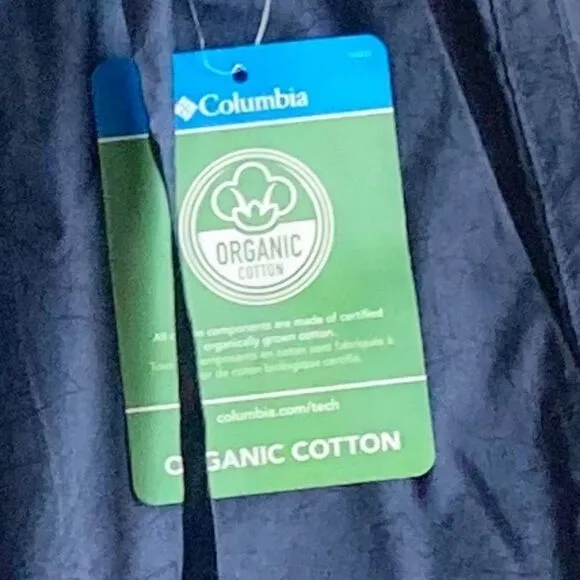 Columbia
ORGANIC
COTTON
All components are made of certified
organically grown cotton.
en coton sont fabriqués à
de coton biologique certifié.
columbia.com/tech
O GANIC COTTON